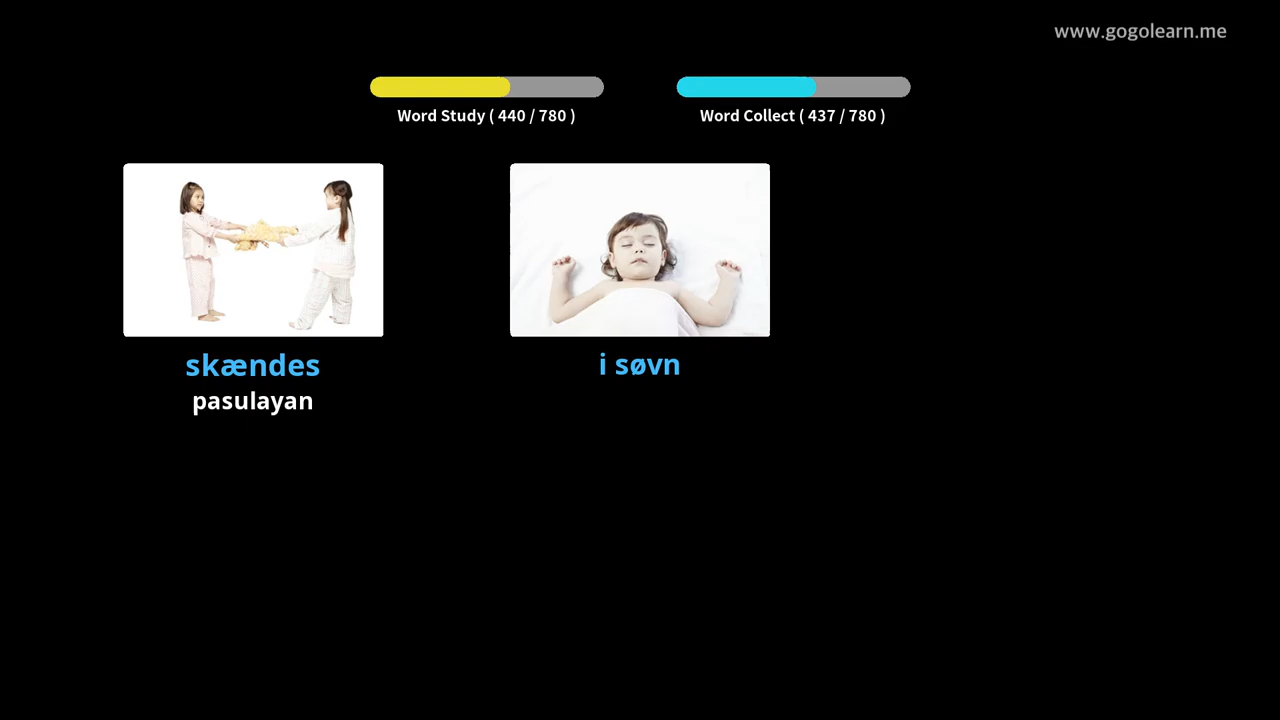 www.gogolearn.me
Word Study ( 440 / 780 )
Word Collect ( 437 / 780 )
skændes
pasulayan
i søvn